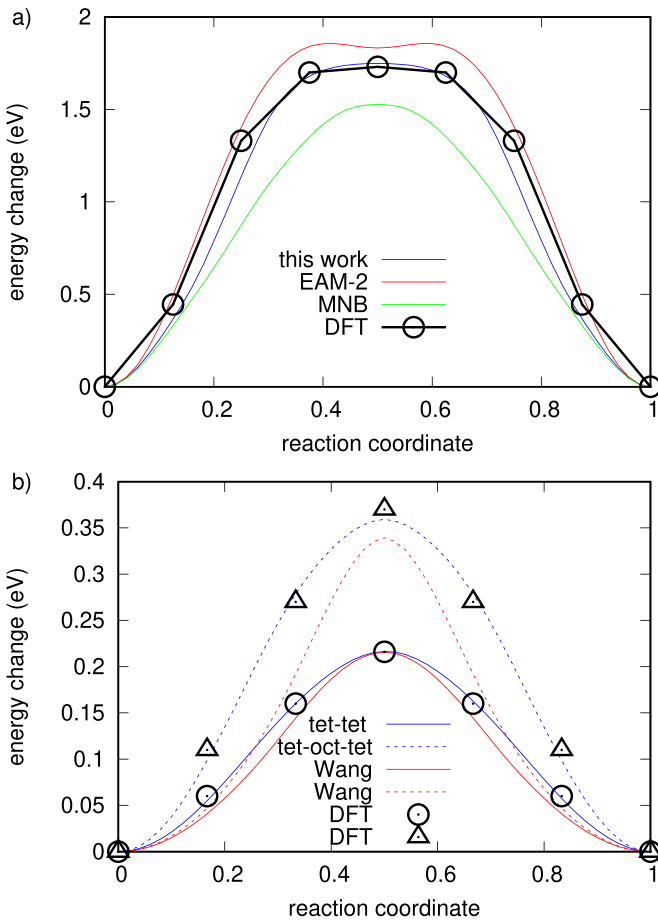 a)
2
1.5
1
0.5
0
energy change (eV)
this work
EAM-2
MNB
DFT
0 0.2 0.4 0.6 0.8 1
reaction coordinate
b)
0.4
0.35
0.3
0.25
0.2
0.15
0.1
0.05
0
energy change (eV)
tet-tet
tet-oct-tet
Wang
Wang
DFT
DFT
0 0.2 0.4 0.6 0.8 1
reaction coordinate